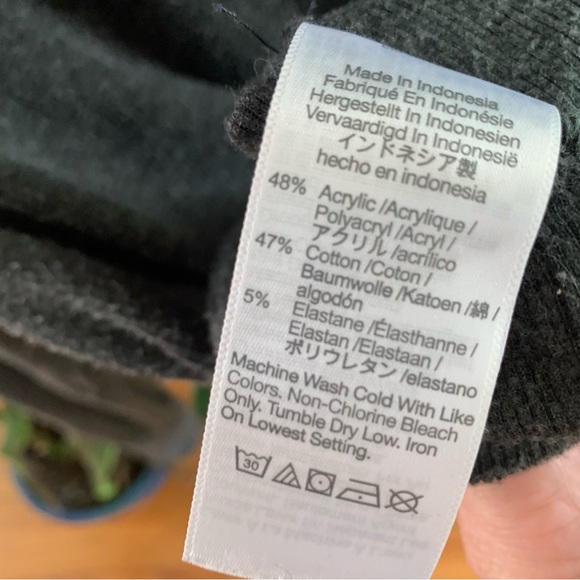 Made In Indonesia
Fabriqué En Indonésie
Hergestellt In Indonesien
Vervaardigd In Indonesië
インドネシア製
hecho en indonesia
48% Acrylic /Acrylique /
Polyacryl /Acryl /
アクリル /acrílico
47% Cotton /Coton /
Baumwolle /Katoen /綿 /
algodón
5% Elastane /Élasthanne /
Elastan /Elastaan /
ポリウレタン /elastano
Machine Wash Cold With Like
Colors. Non-Chlorine Bleach
Only. Tumble Dry Low. Iron
On Lowest Setting.
30